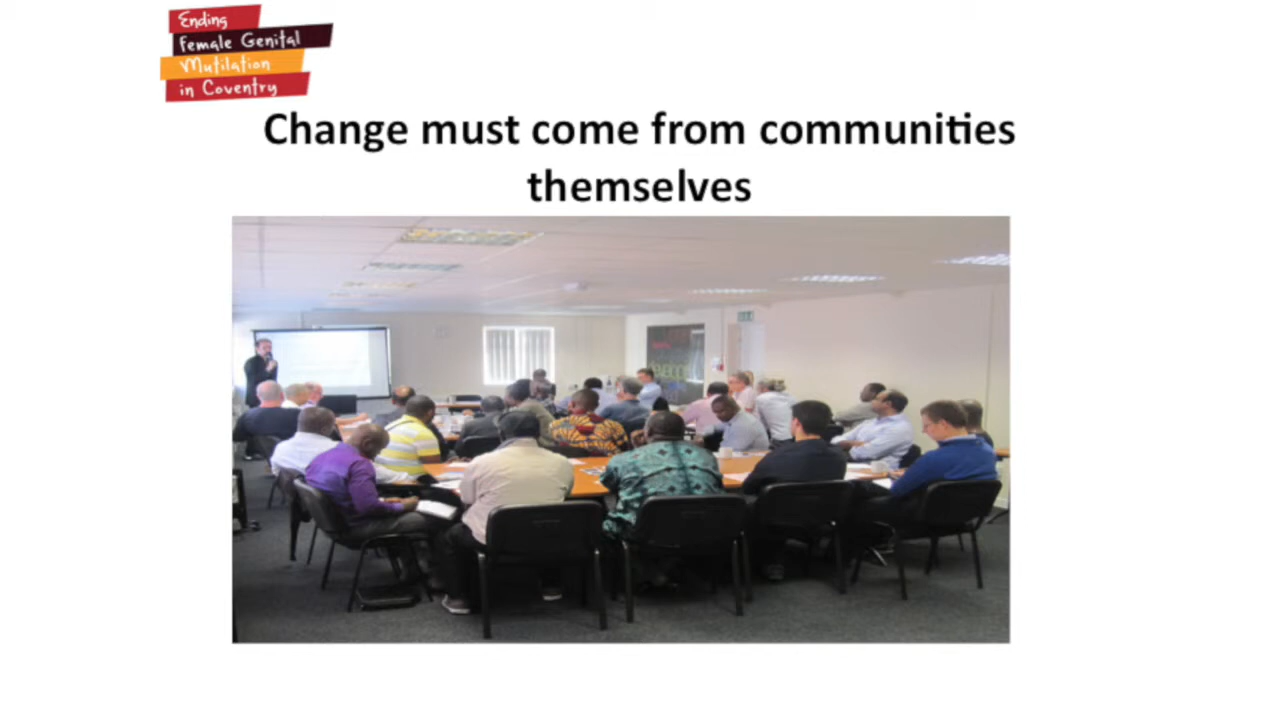 Ending
Female Genital
Mutilation
in Coventry
Change must come from communities
themselves